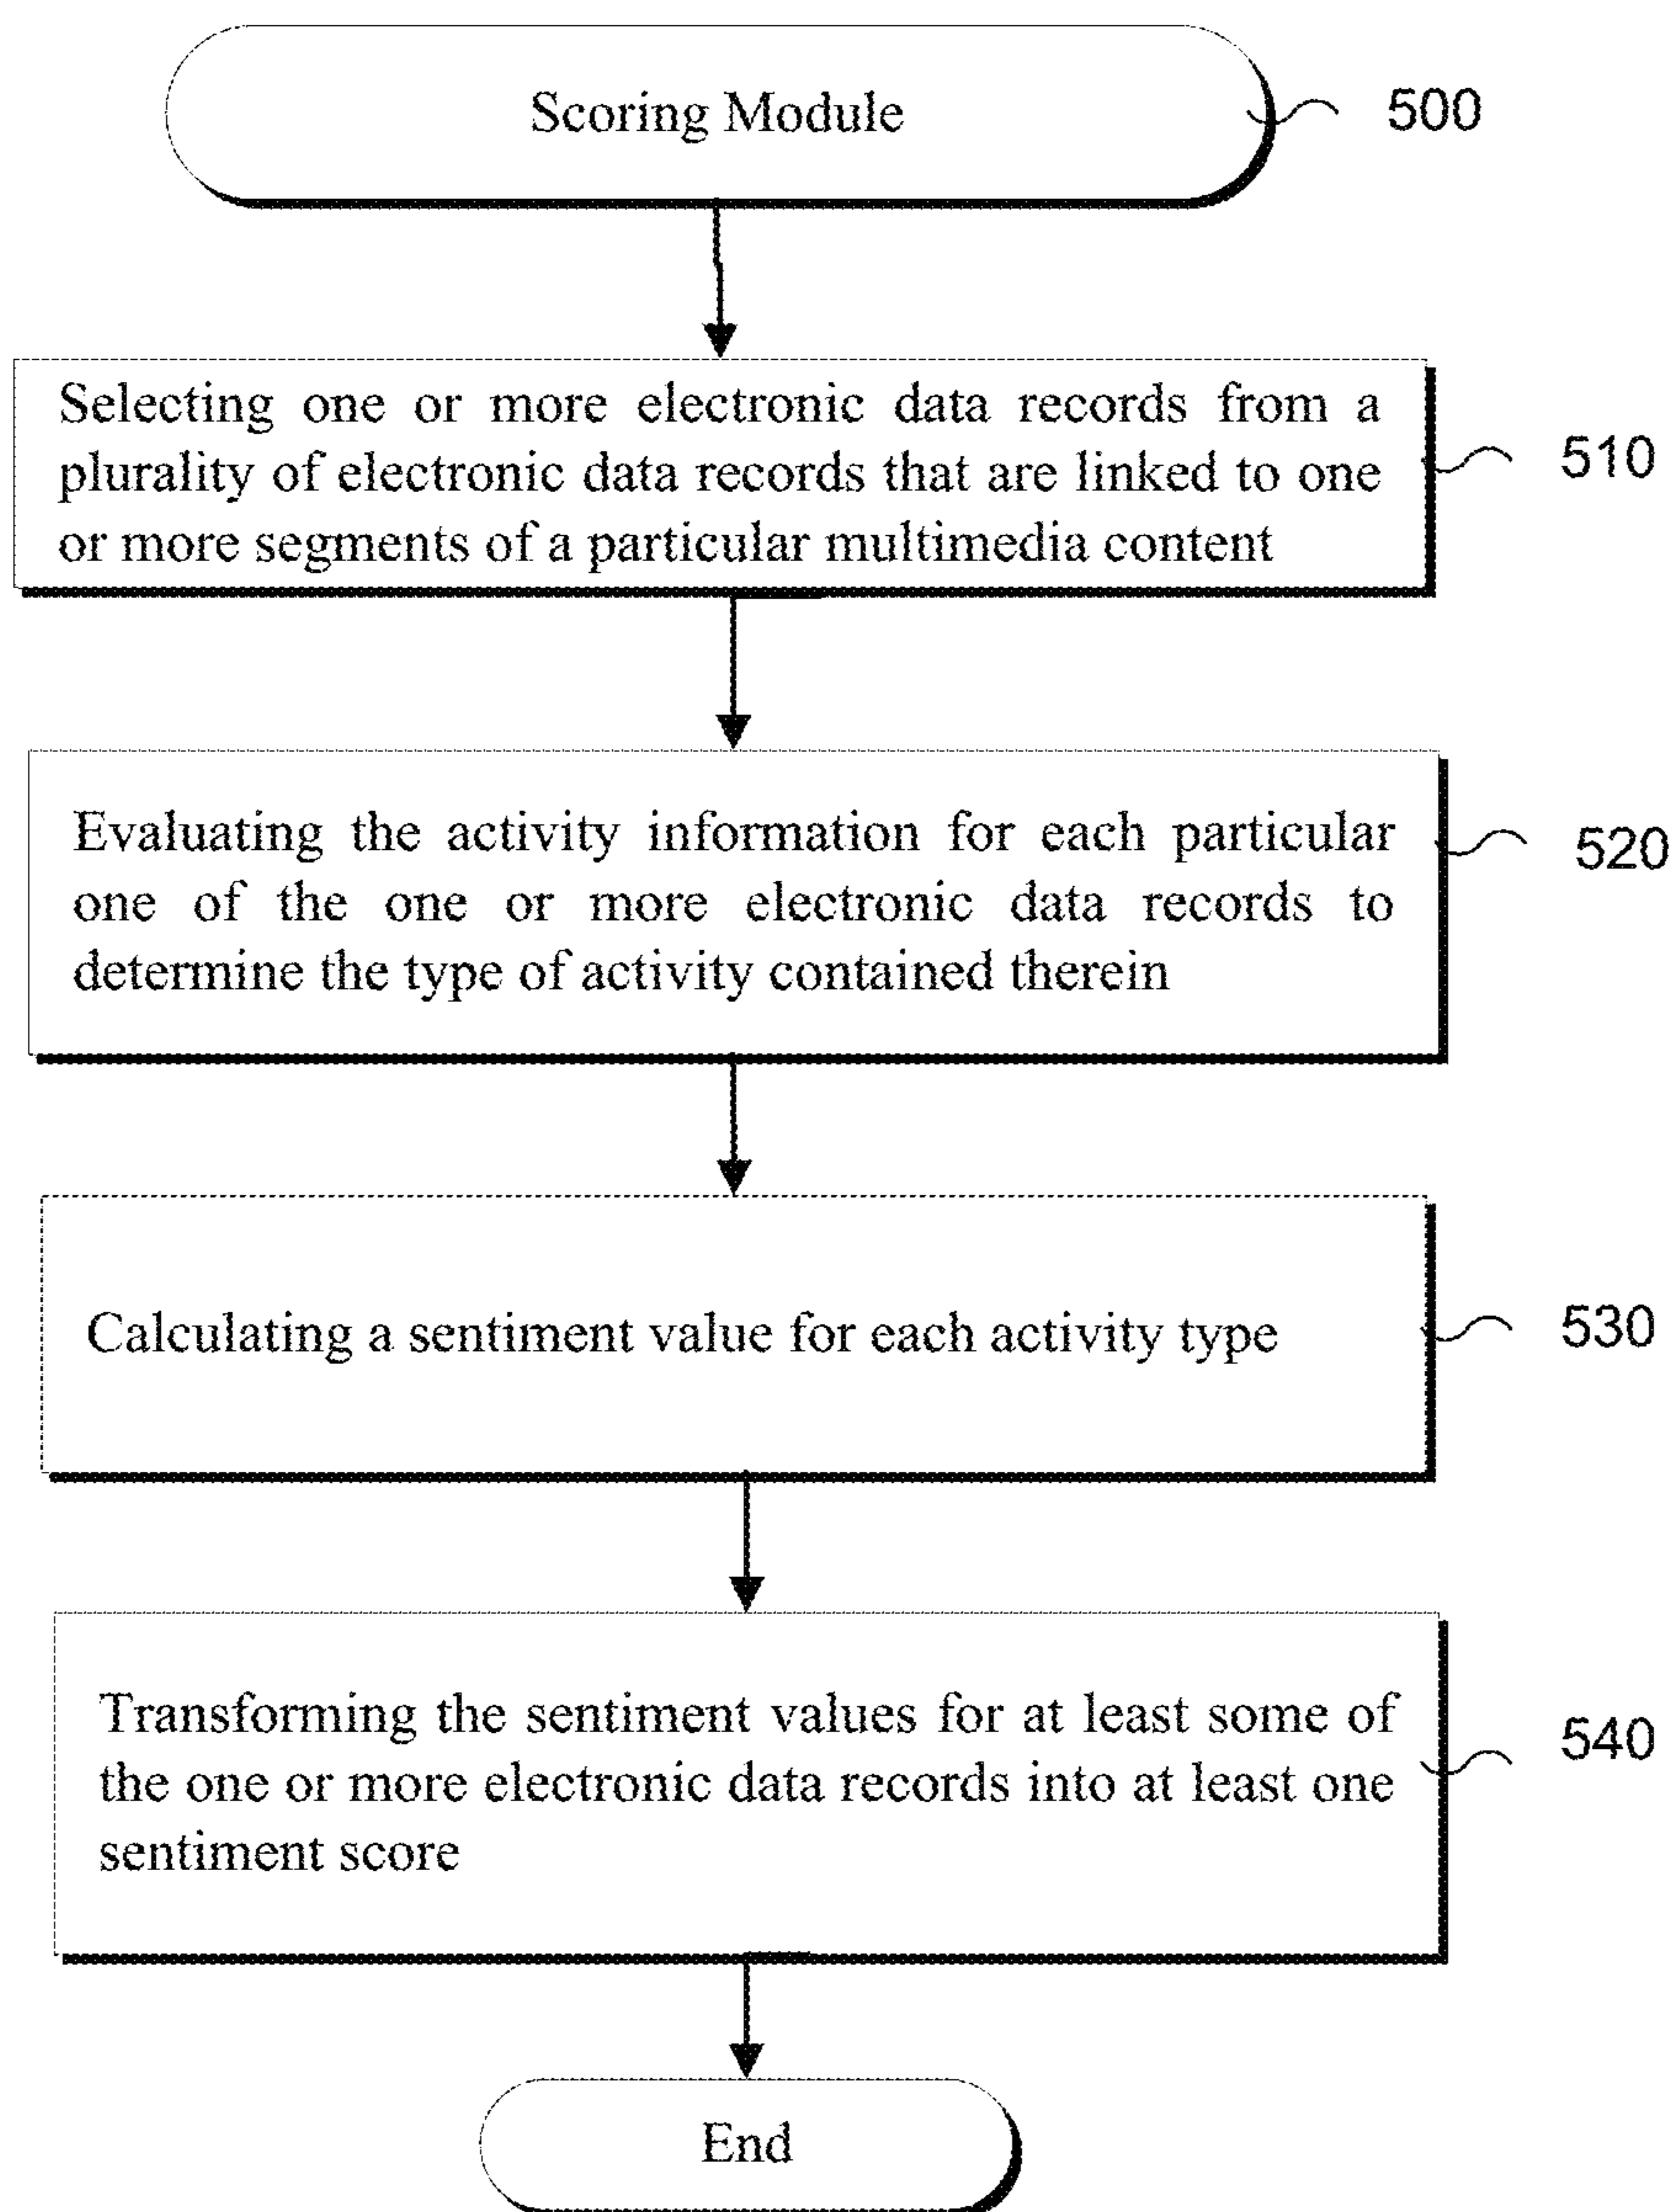 Scoring Module
500
Selecting one or more electronic data records from a
plurality of electronic data records that are linked to one
or more segments of a particular multimedia content
510
Evaluating the activity information for each particular
one of the one or more electronic data records to
determine the type of activity contained therein
520
Calculating a sentiment value for each activity type
530
Transforming the sentiment values for at least some of
the one or more electronic data records into at least one
sentiment score
540
End